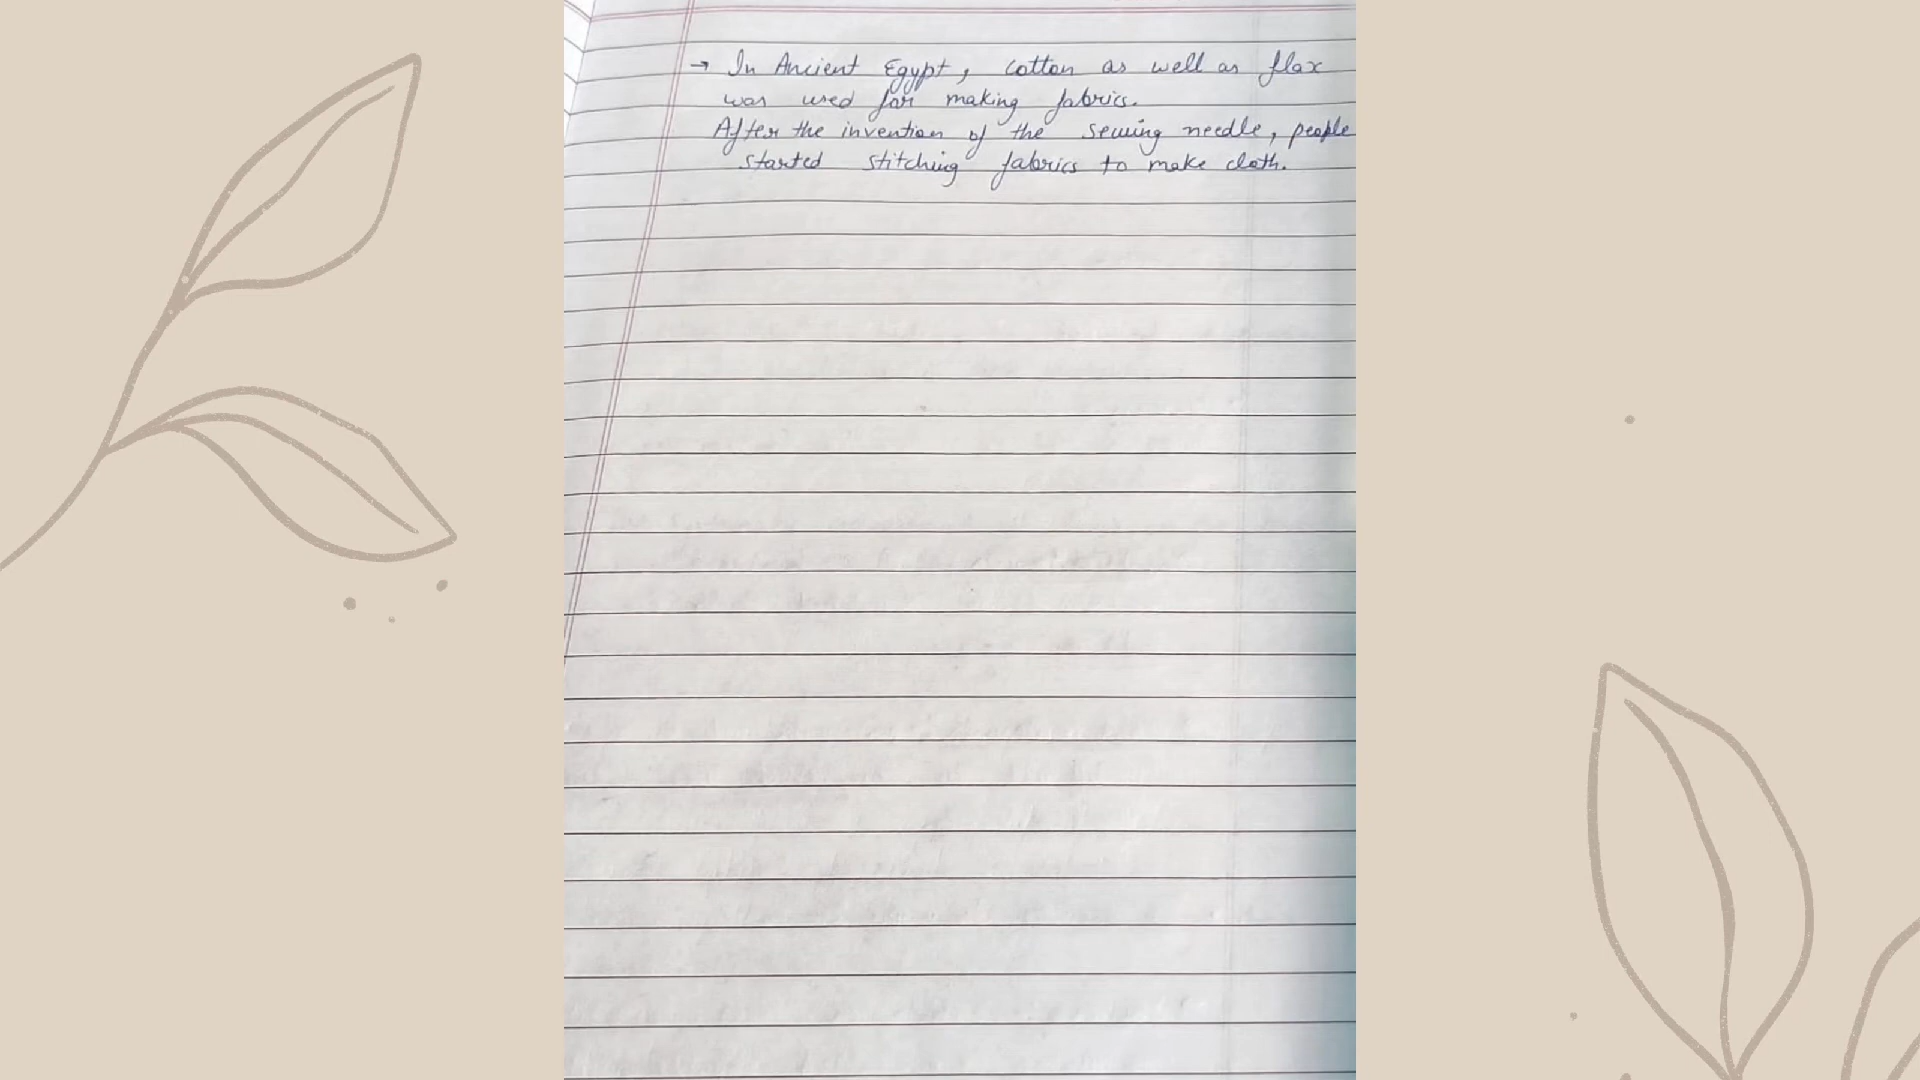 → In Ancient Egypt, cotton as well as flax
was used for making fabrics.
After the invention of the sewing needle, people
started stitching fabrics to make cloth.